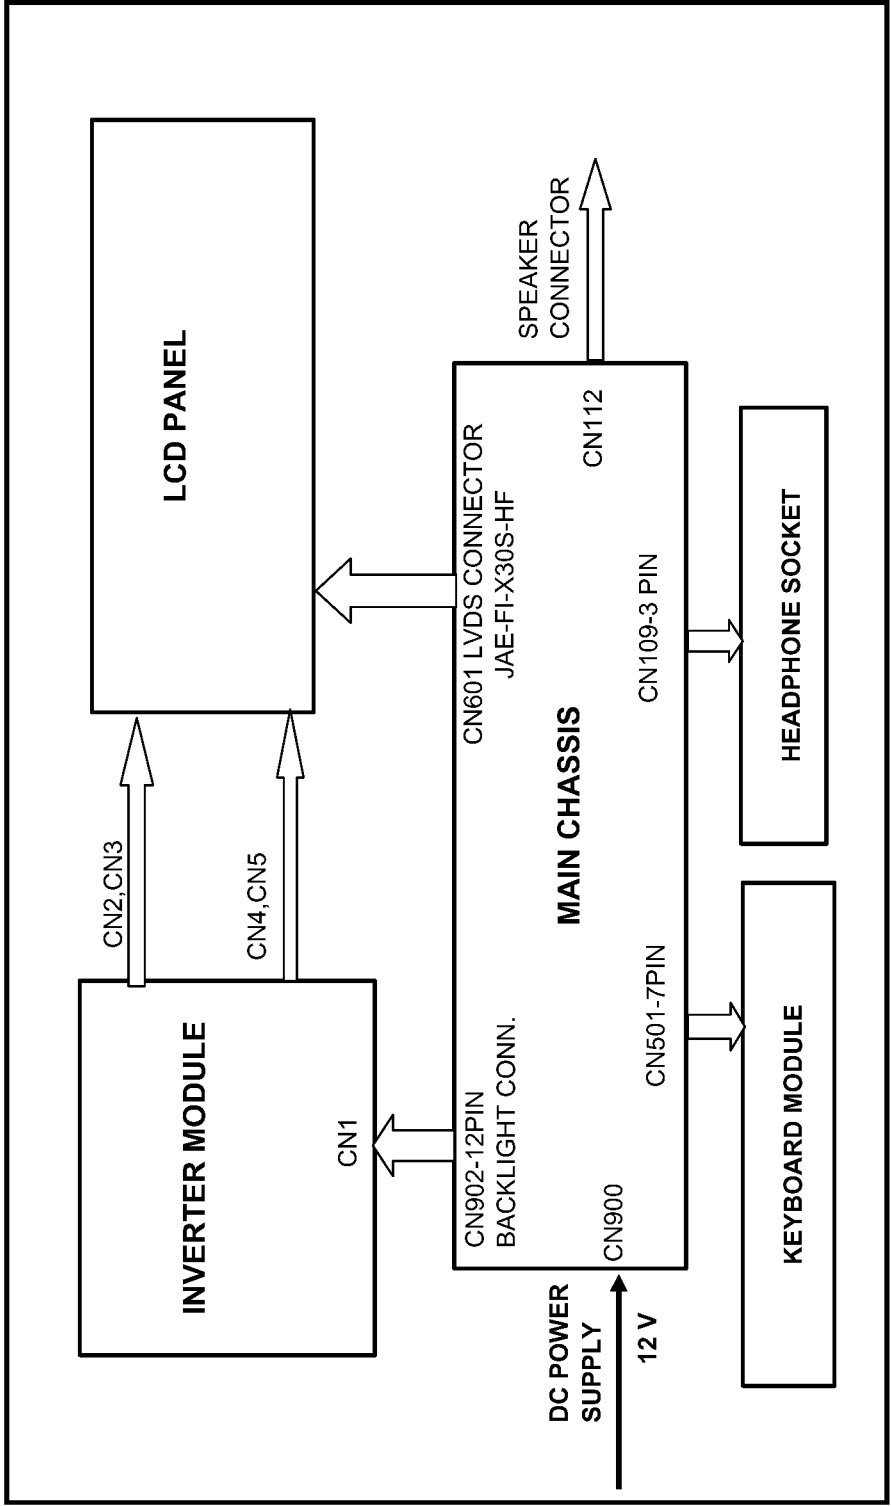 INVERTER MODULE
CN1
CN2,CN3
CN4,CN5
LCD PANEL
CN902-12PIN
BACKLIGHT CONN.
CN601 LVDS CONNECTOR
JAE-FI-X30S-HF
SPEAKER
CONNECTOR
MAIN CHASSIS
CN112
CN900
CN501-7PIN
CN109-3 PIN
DC POWER
SUPPLY
12 V
KEYBOARD MODULE
HEADPHONE SOCKET